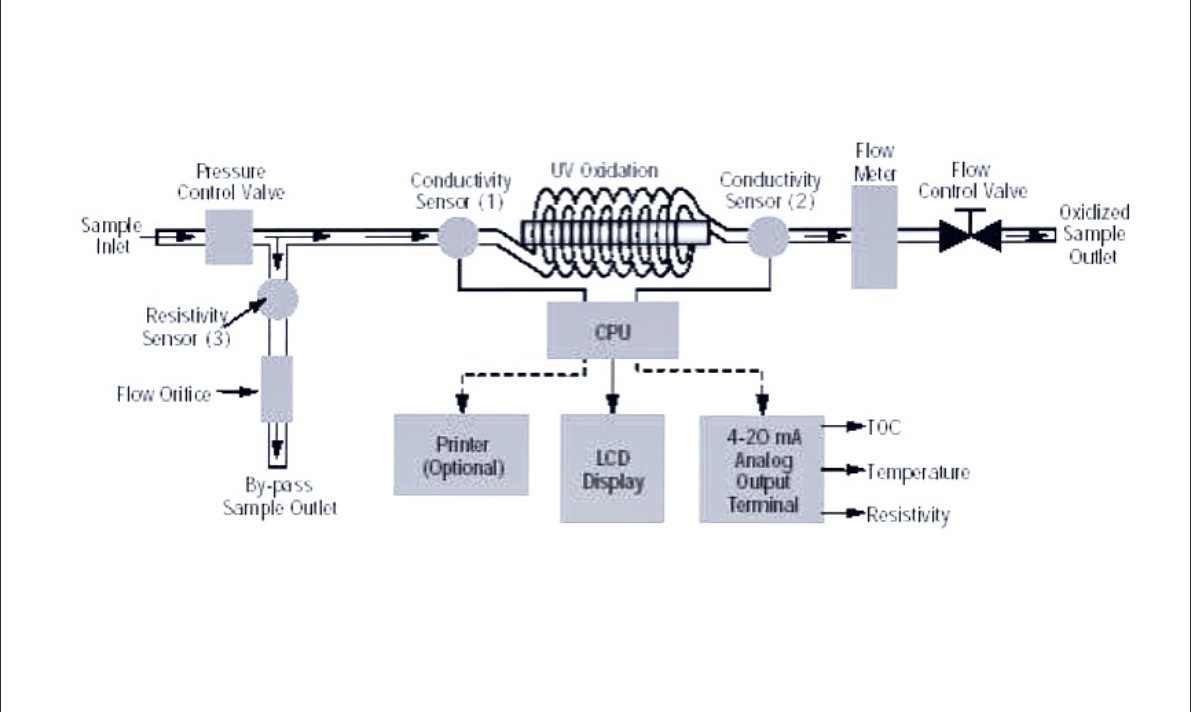 Pressure
Control Valve
Sample
Inlet
Conductivity
Sensor (1)
UV Oxidation
Conductivity
Sensor (2)
Flow
Meter
Flow
Control Valve
Oxidized
Sample
Outlet
Resistivity
Sensor (3)
Flow Orifice
By-pass
Sample Outlet
CPU
Printer
(Optional)
LCD
Display
4-20 mA
Analog
Output
Terminal
TOC
Temperature
Resistivity